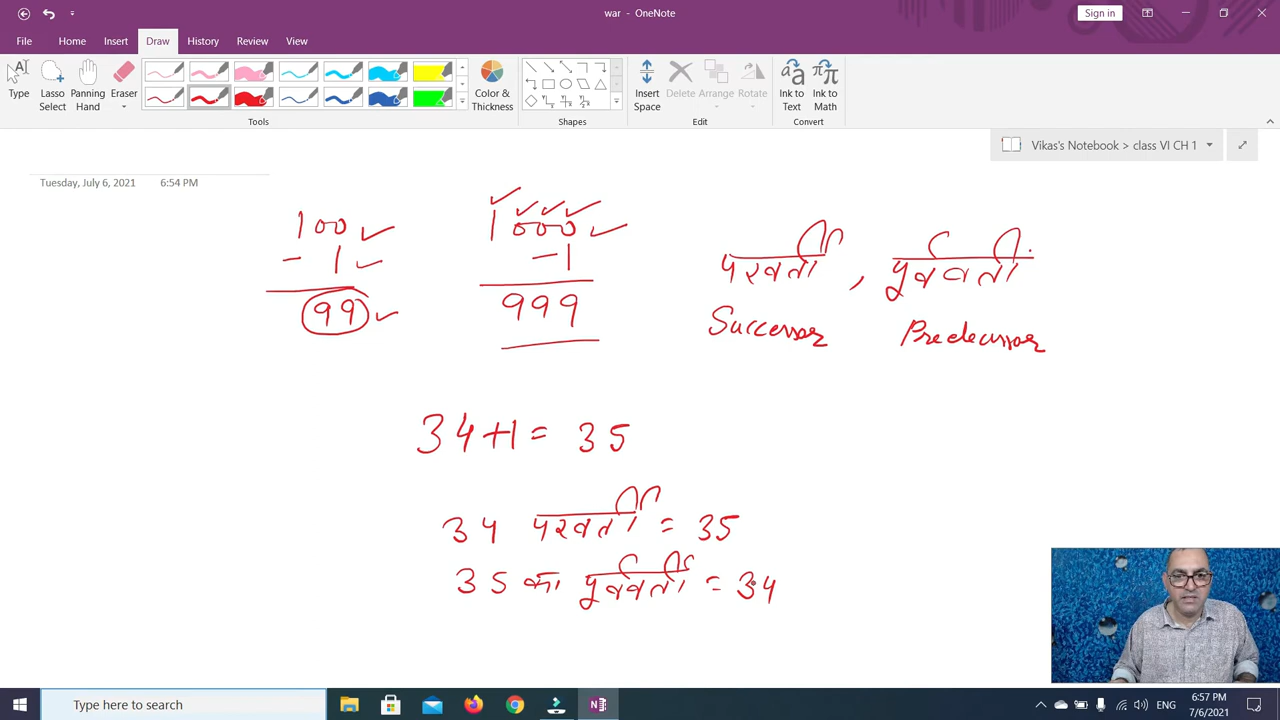 war - OneNote
Sign in
File Home Insert Draw History Review View
Type
Lasso Select
Panning Hand
Eraser
Color & Thickness
Insert Space
Delete
Arrange
Rotate
Ink to Text
Ink to Math
Tools
Shapes
Edit
Convert
Vikas's Notebook > class VI CH 1
Tuesday, July 6, 2021 6:54 PM
100
- 1
99
1000
-1
999
परवर्ती , पुर्ववर्ती
Successor Predecessor
34+1= 35
34 परवर्ती = 35
35 का पुर्ववर्ती = 34
Type here to search
ENG
6:57 PM
7/6/2021